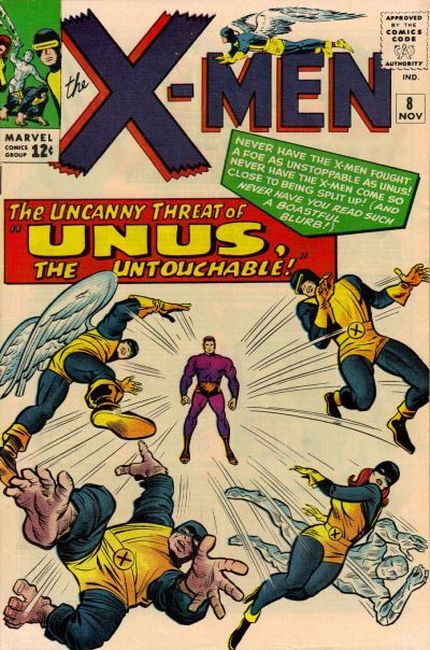 APPROVED
BY THE
COMICS
CODE
AUTHORITY
the
X-MEN
IND.
8
NOV
MARVEL
COMICS
GROUP
12¢
NEVER HAVE THE X-MEN FOUGHT
A FOE AS UNSTOPPABLE AS UNUS!
NEVER HAVE THE X-MEN COME SO
CLOSE TO BEING SPLIT UP! (AND
NEVER HAVE YOU READ SUCH
A BOASTFUL
BLURB!)
THE UNCANNY THREAT OF
"UNUS,
THE UNTOUCHABLE!"
X
X
X